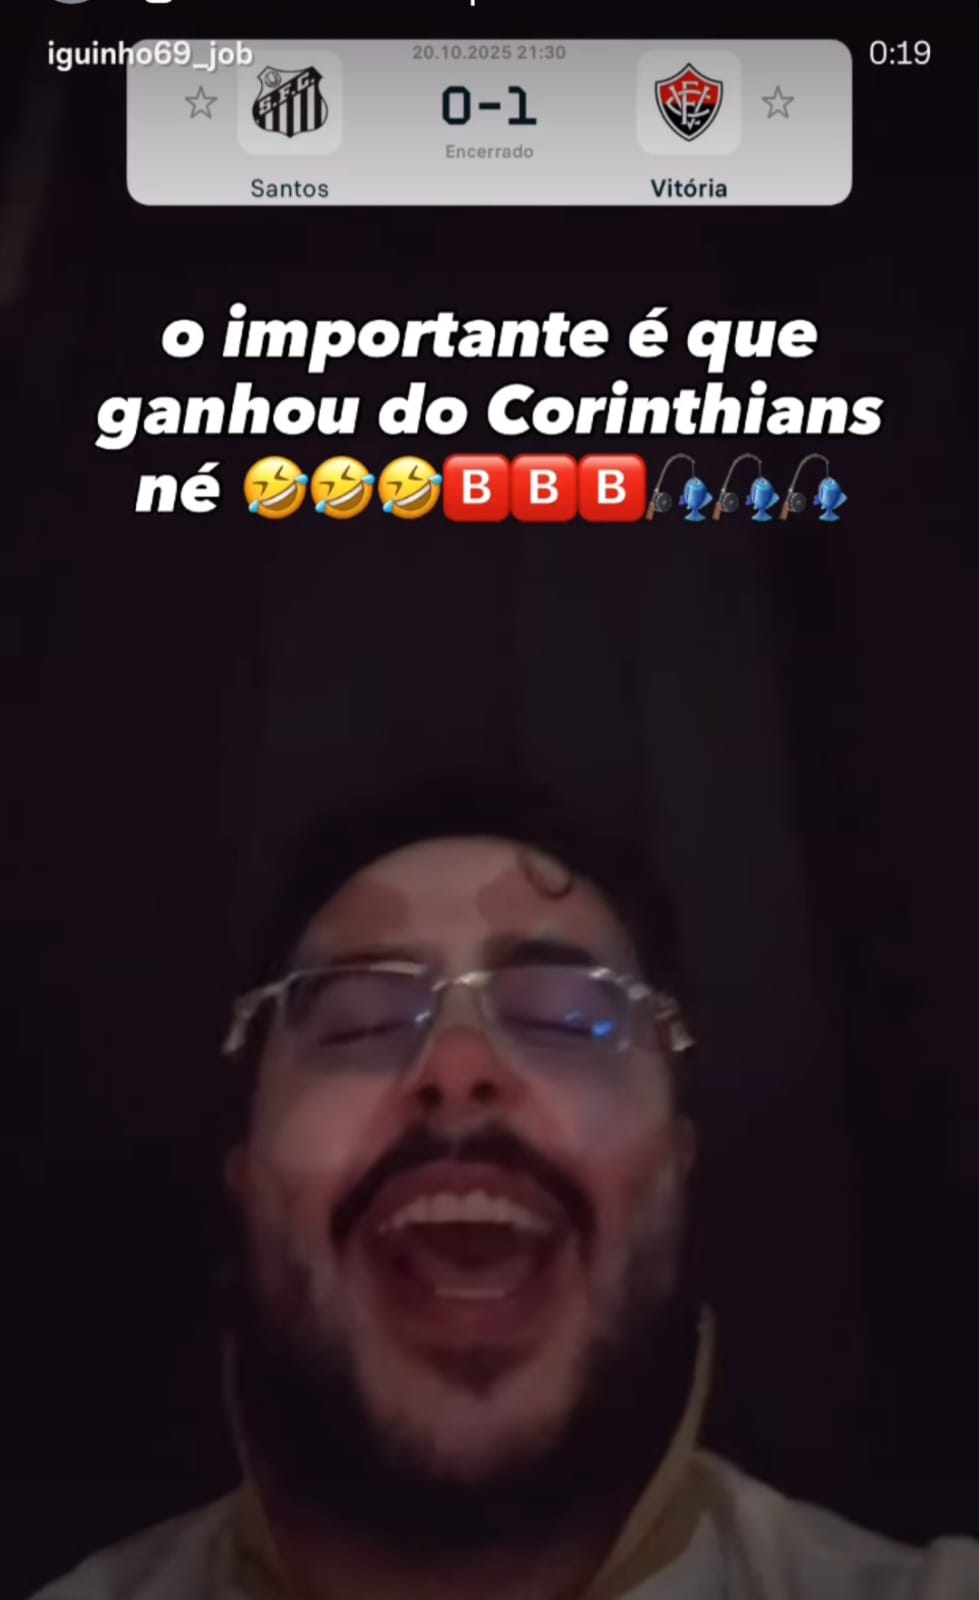 iguinho69_job
0:19
20.10.2025 21:30
S.F.C.
0-1
Encerrado
Santos
Vitória
o importante é que
ganhou do Corinthians
né 🤣🤣🤣🅱️🅱️🅱️🎣🎣🎣